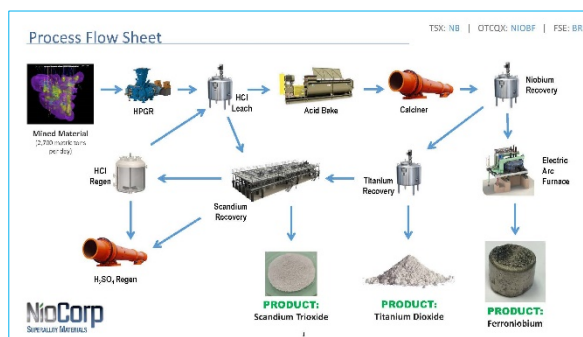 Process Flow Sheet
TSX: NB | OTCQX: NIOBF | FSE: BR
Mined Material
(2,700 metric tons
per day)
HPGR
HCl
Leach
Acid Bake
Calciner
Niobium
Recovery
HCl
Regen
Scandium
Recovery
Titanium
Recovery
Electric
Arc
Furnace
H₂SO₄ Regen
PRODUCT:
Scandium Trioxide
PRODUCT:
Titanium Dioxide
PRODUCT:
Ferroniobium
NioCorp
SUPERALLOY MATERIALS